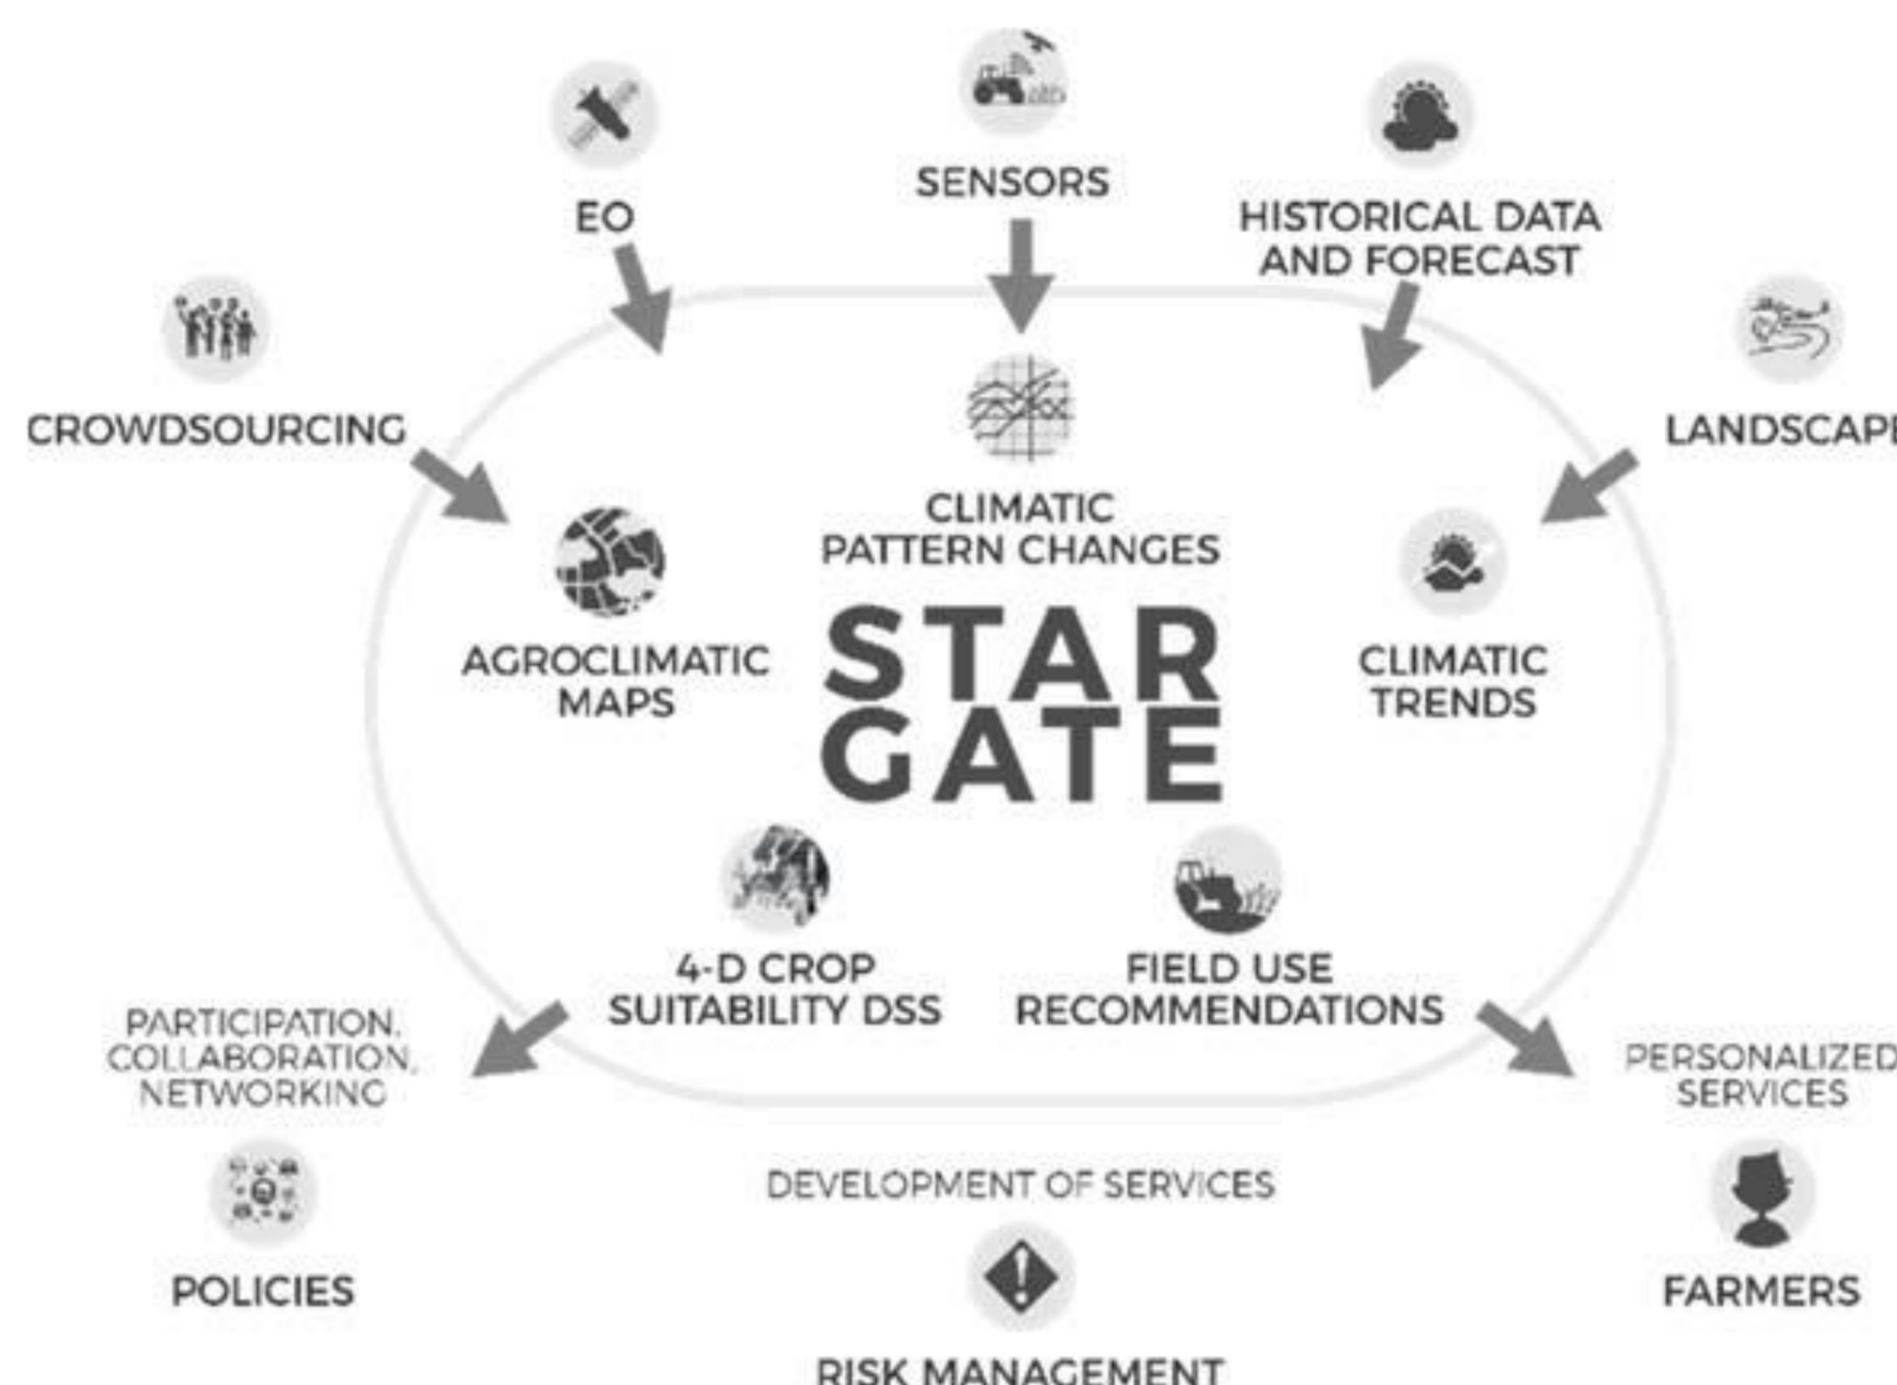 SENSORS
EO
HISTORICAL DATA
AND FORECAST
CROWDSOURCING
LANDSCAPE
CLIMATIC
PATTERN CHANGES
AGROCLIMATIC
MAPS
STAR
GATE
CLIMATIC
TRENDS
4-D CROP
SUITABILITY DSS
FIELD USE
RECOMMENDATIONS
PARTICIPATION,
COLLABORATION,
NETWORKING
POLICIES
PERSONALIZED
SERVICES
FARMERS
DEVELOPMENT OF SERVICES
RISK MANAGEMENT